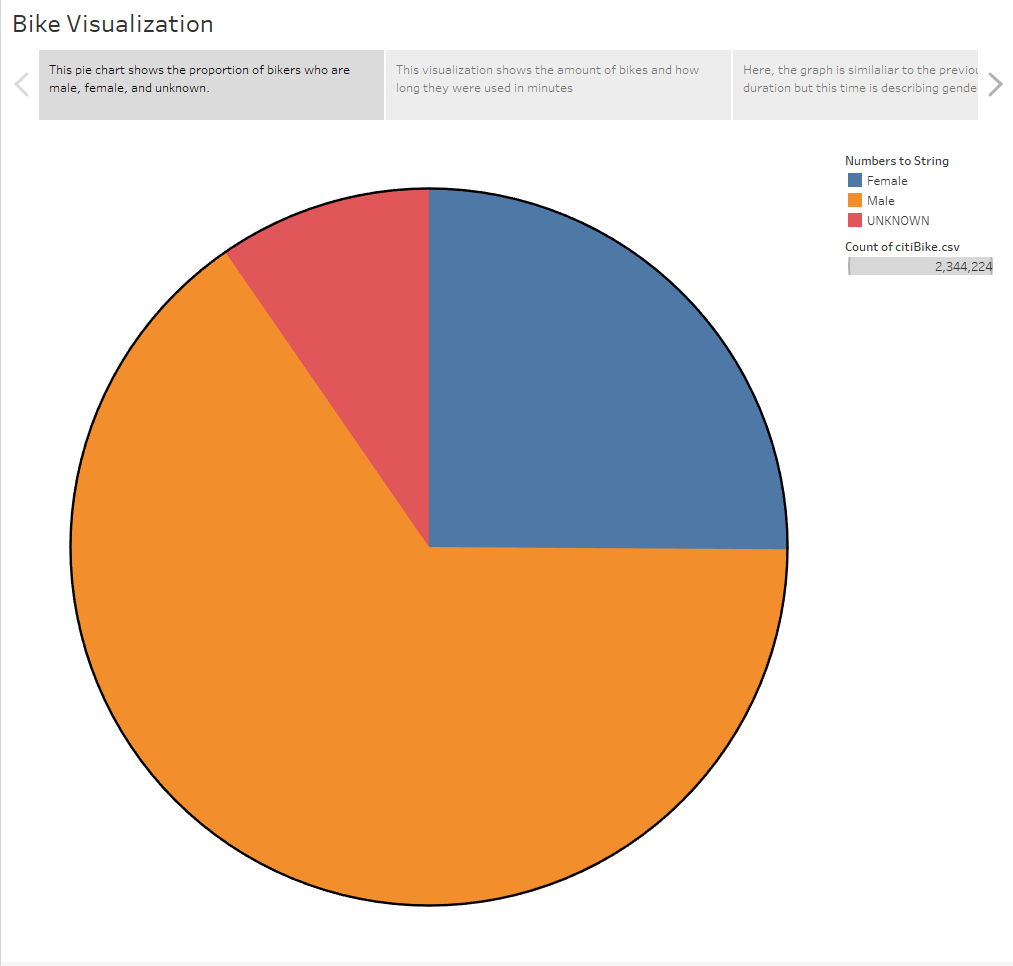 Bike Visualization
This pie chart shows the proportion of bikers who are
male, female, and unknown.
This visualization shows the amount of bikes and how
long they were used in minutes
Here, the graph is similaliar to the previou
duration but this time is describing gende
Numbers to String
Female
Male
UNKNOWN
Count of citiBike.csv
2,344,224